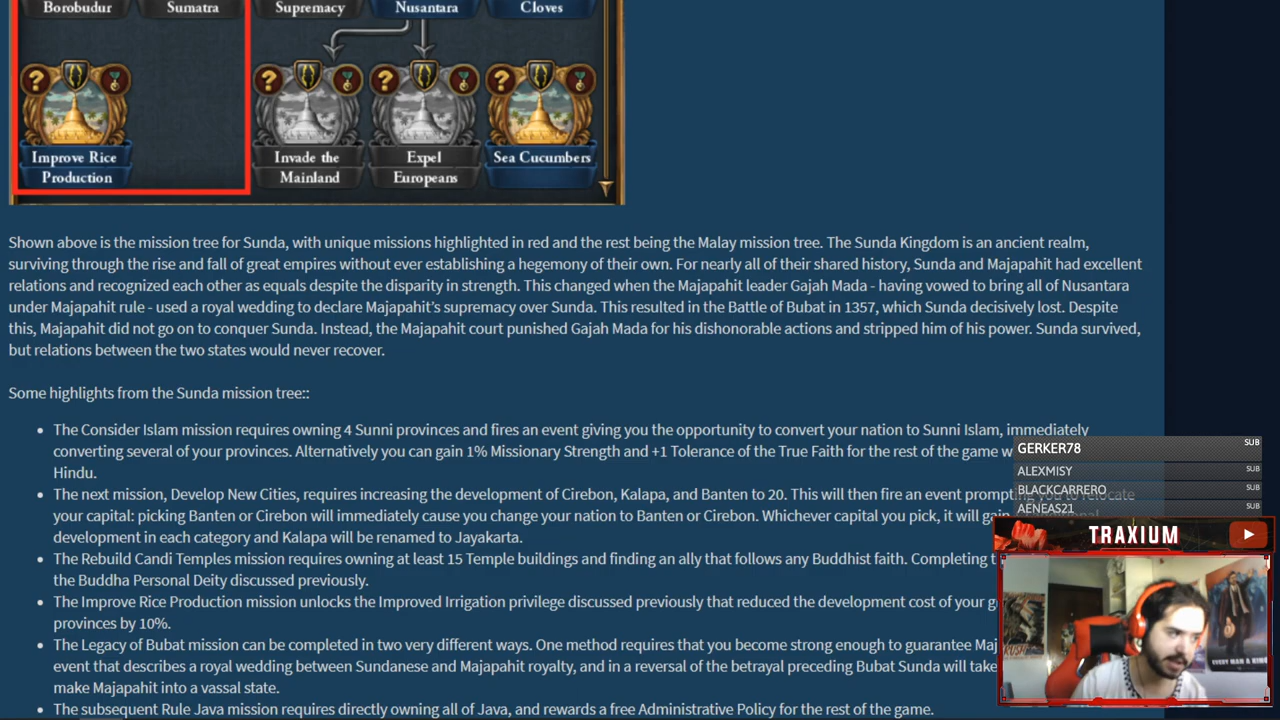 Borobudur
Sumatra
Supremacy
Nusantara
Cloves
Improve Rice
Production
Invade the
Mainland
Expel
Europeans
Sea Cucumbers
Shown above is the mission tree for Sunda, with unique missions highlighted in red and the rest being the Malay mission tree. The Sunda Kingdom is an ancient realm,
surviving through the rise and fall of great empires without ever establishing a hegemony of their own. For nearly all of their shared history, Sunda and Majapahit had excellent
relations and recognized each other as equals despite the disparity in strength. This changed when the Majapahit leader Gajah Mada - having vowed to bring all of Nusantara
under Majapahit rule - used a royal wedding to declare Majapahit’s supremacy over Sunda. This resulted in the Battle of Bubat in 1357, which Sunda decisively lost. Despite
this, Majapahit did not go on to conquer Sunda. Instead, the Majapahit court punished Gajah Mada for his dishonorable actions and stripped him of his power. Sunda survived,
but relations between the two states would never recover.
Some highlights from the Sunda mission tree::
The Consider Islam mission requires owning 4 Sunni provinces and fires an event giving you the opportunity to convert your nation to Sunni Islam, immediately
converting several of your provinces. Alternatively you can gain 1% Missionary Strength and +1 Tolerance of the True Faith for the rest of the game
Hindu.
The next mission, Develop New Cities, requires increasing the development of Cirebon, Kalapa, and Banten to 20. This will then fire an event prompting you to relocate
your capital: picking Banten or Cirebon will immediately cause you change your nation to Banten or Cirebon. Whichever capital you pick, it will gain
development in each category and Kalapa will be renamed to Jayakarta.
The Rebuild Candi Temples mission requires owning at least 15 Temple buildings and finding an ally that follows any Buddhist faith. Completing
the Buddha Personal Deity discussed previously.
The Improve Rice Production mission unlocks the Improved Irrigation privilege discussed previously that reduced the development cost of your
provinces by 10%.
The Legacy of Bubat mission can be completed in two very different ways. One method requires that you become strong enough to guarantee
event that describes a royal wedding between Sundanese and Majapahit royalty, and in a reversal of the betrayal preceding Bubat Sunda will take
make Majapahit into a vassal state.
The subsequent Rule Java mission requires directly owning all of Java, and rewards a free Administrative Policy for the rest of the game.
GERKER78 SUB
ALEXMISY SUB
BLACKCARRERO SUB
AENEAS21 SUB
TRAXIUM